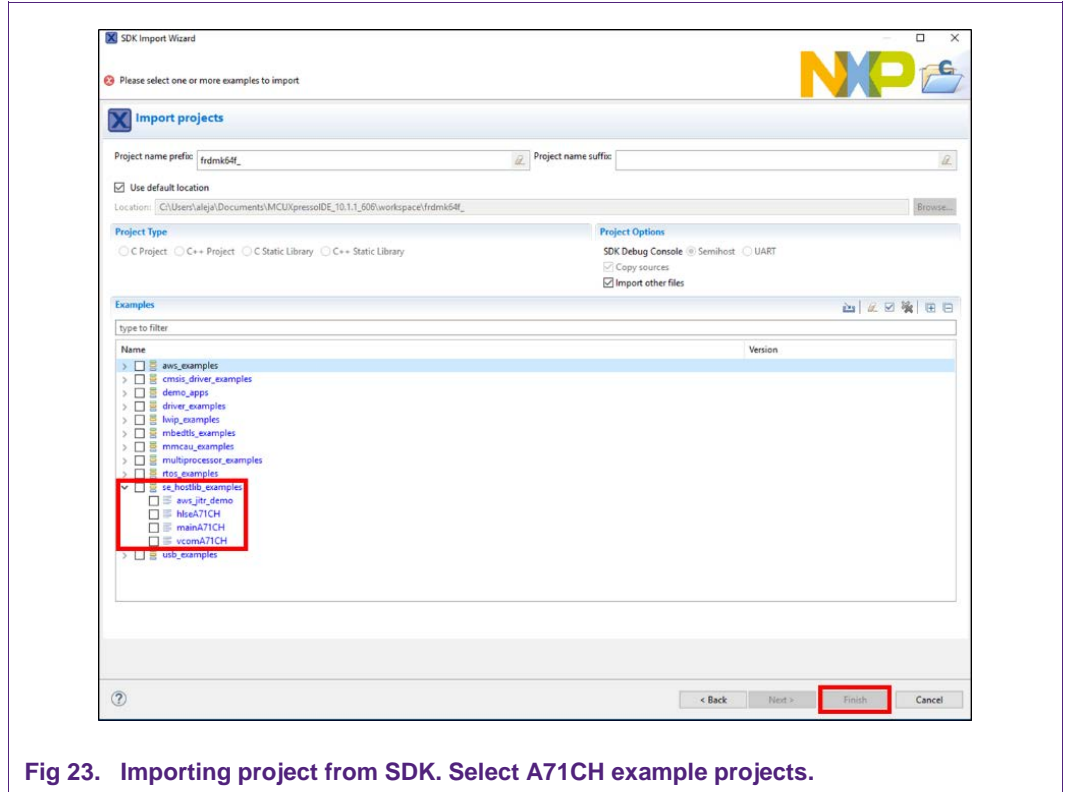 SDK Import Wizard
Please select one or more examples to import
NXP
Import projects
Project name prefix: frdmk64f_ Project name suffix:
Use default location
Location: C:\Users\aleja\Documents\MCUXpressoIDE_10.1.1_606\workspace\frdmk64f_ Browse...
Project Type Project Options
C Project C++ Project C Static Library C++ Static Library SDK Debug Console Semihost UART
Copy sources
Import other files
Examples
type to filter
Name Version
aws_examples
cmsis_driver_examples
demo_apps
driver_examples
lwip_examples
mbedtls_examples
mmcau_examples
multiprocessor_examples
rtos_examples
se_hostlib_examples
aws_jitr_demo
hlseA71CH
mainA71CH
vcomA71CH
usb_examples
< Back Next > Finish Cancel
Fig 23. Importing project from SDK. Select A71CH example projects.